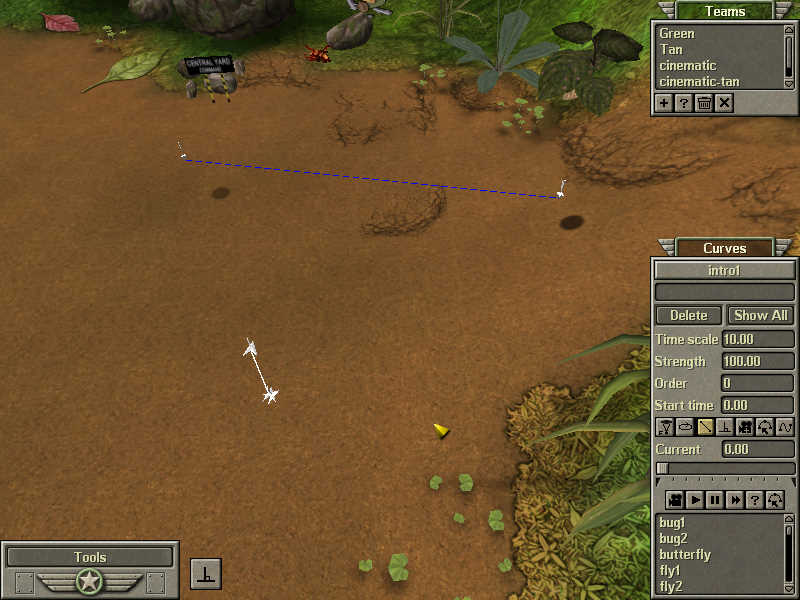 Teams
Green
Tan
cinematic
cinematic-tan
+ ? X
CENTRAL YARD
COMMAND
Curves
intro1
Delete Show All
Time scale 10.00
Strength 100.00
Order 0
Start time 0.00
Current 0.00
?
bug1
bug2
butterfly
fly1
fly2
Tools